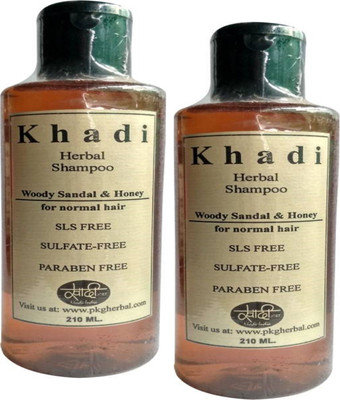 Khadi
Herbal
Shampoo
Woody Sandal & Honey
for normal hair
SLS FREE
SULFATE-FREE
PARABEN FREE
खादी
Visit us at: www.pkgherbal.com
210 ML.
Khadi
Herbal
Shampoo
Woody Sandal & Honey
for normal hair
SLS FREE
SULFATE-FREE
PARABEN FREE
खादी
Visit us at: www.pkgherbal.com
210 ML.